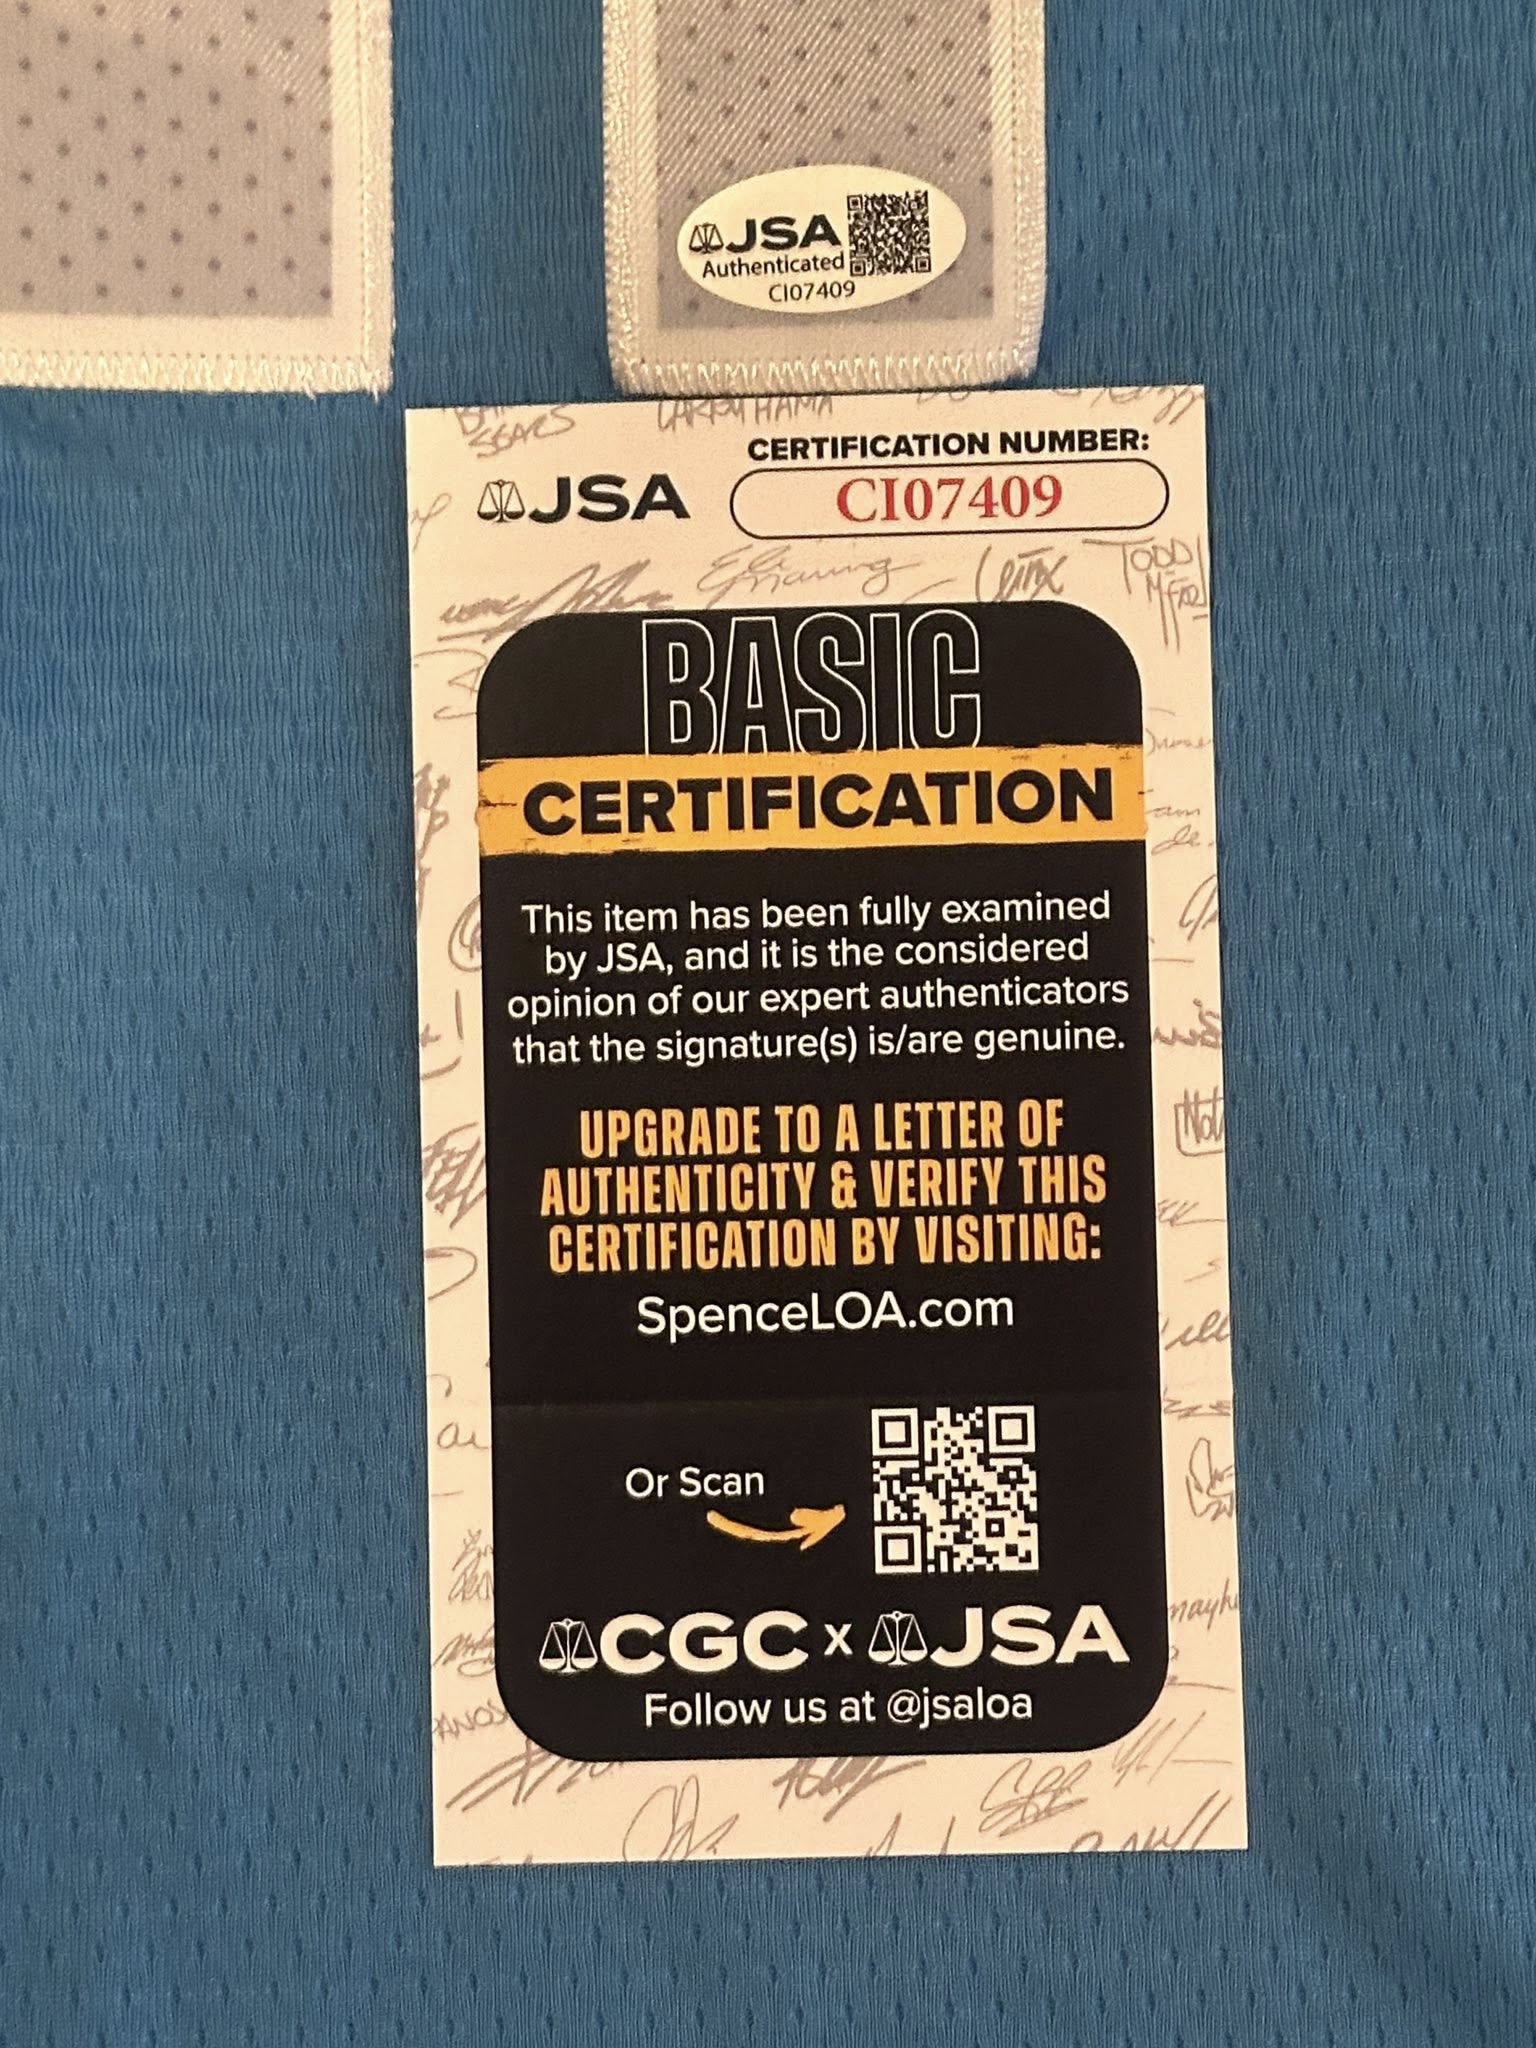 JSA
Authenticated
CI07409
CERTIFICATION NUMBER:
JSA
CI07409
BASIC
CERTIFICATION
This item has been fully examined
by JSA, and it is the considered
opinion of our expert authenticators
that the signature(s) is/are genuine.
UPGRADE TO A LETTER OF
AUTHENTICITY & VERIFY THIS
CERTIFICATION BY VISITING:
SpenceLOA.com
Or Scan
CGC x JSA
Follow us at @jsaloa